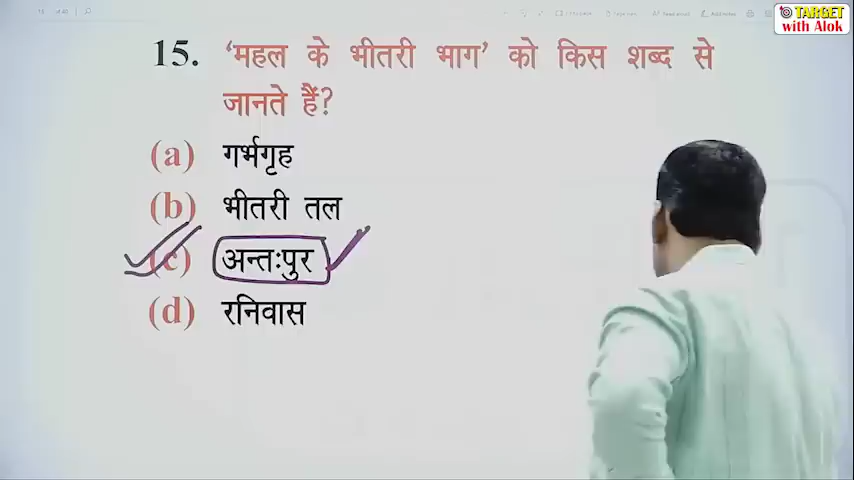 TARGET
with Alok
15. 'महल के भीतरी भाग' को किस शब्द से
जानते हैं?
(a) गर्भगृह
(b) भीतरी तल
(c) अन्तःपुर
(d) रनिवास